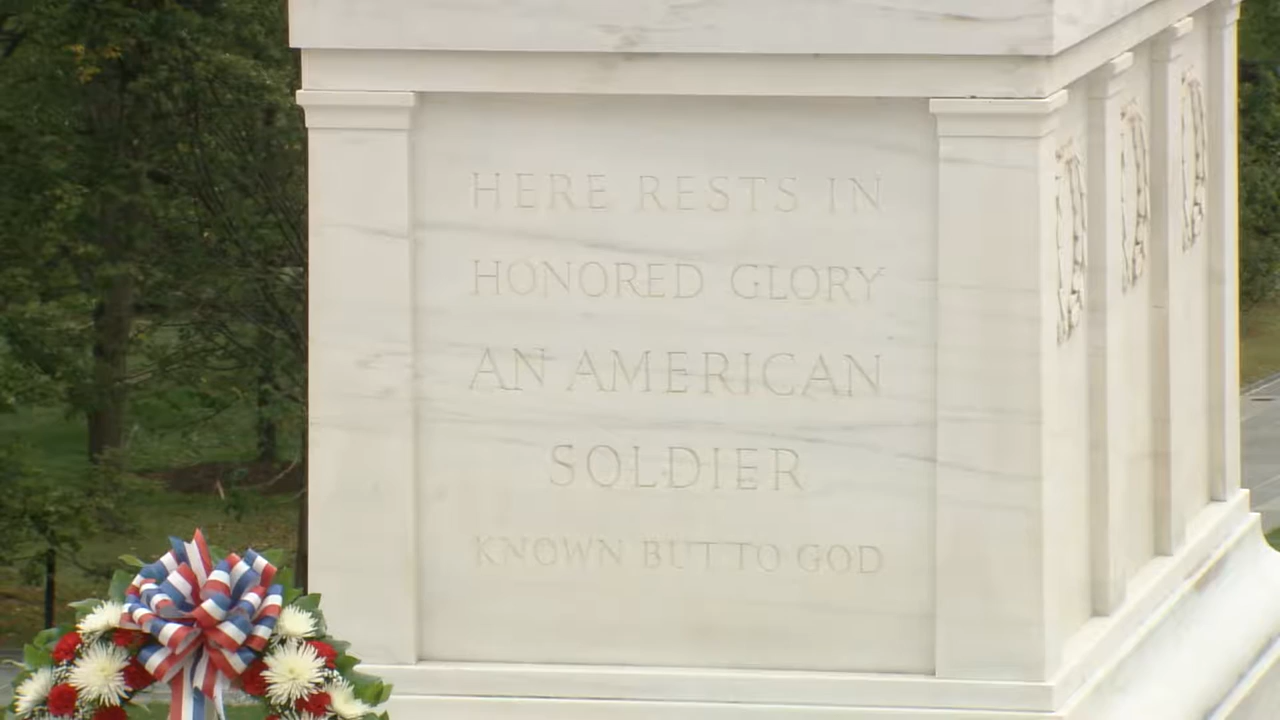 HERE RESTS IN
HONORED GLORY
AN AMERICAN
SOLDIER
KNOWN BUT TO GOD